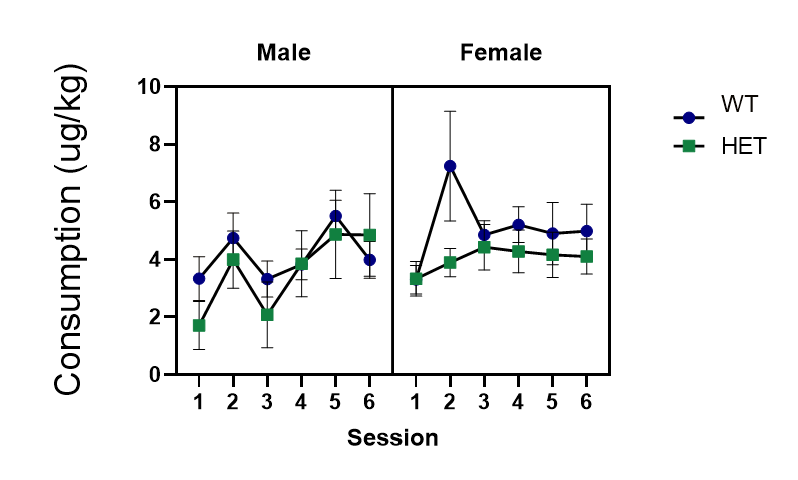 Male Female
Consumption (ug/kg)
10
8
6
4
2
0
1 2 3 4 5 6 1 2 3 4 5 6
Session
WT
HET